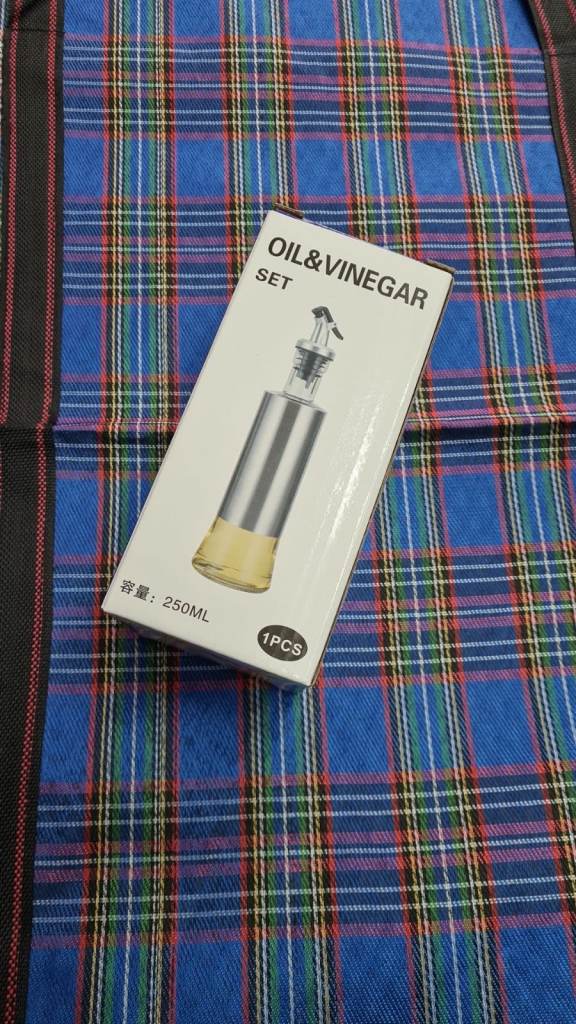 OIL&VINEGAR
SET
容量: 250ML
1PCS